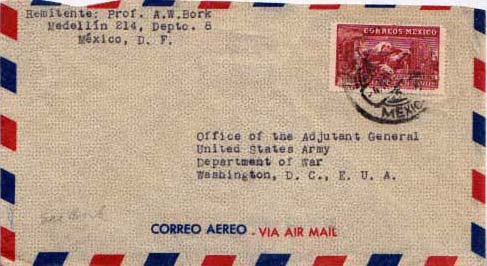 Remitente: Prof. A.W.Bork
Medellín 214, Depto. 8
México, D. F.
CORREOS MEXICO
MEXICO
Office of the Adjutant General
United States Army
Department of War
Washington, D. C., E. U. A.
CORREO AEREO - VIA AIR MAIL